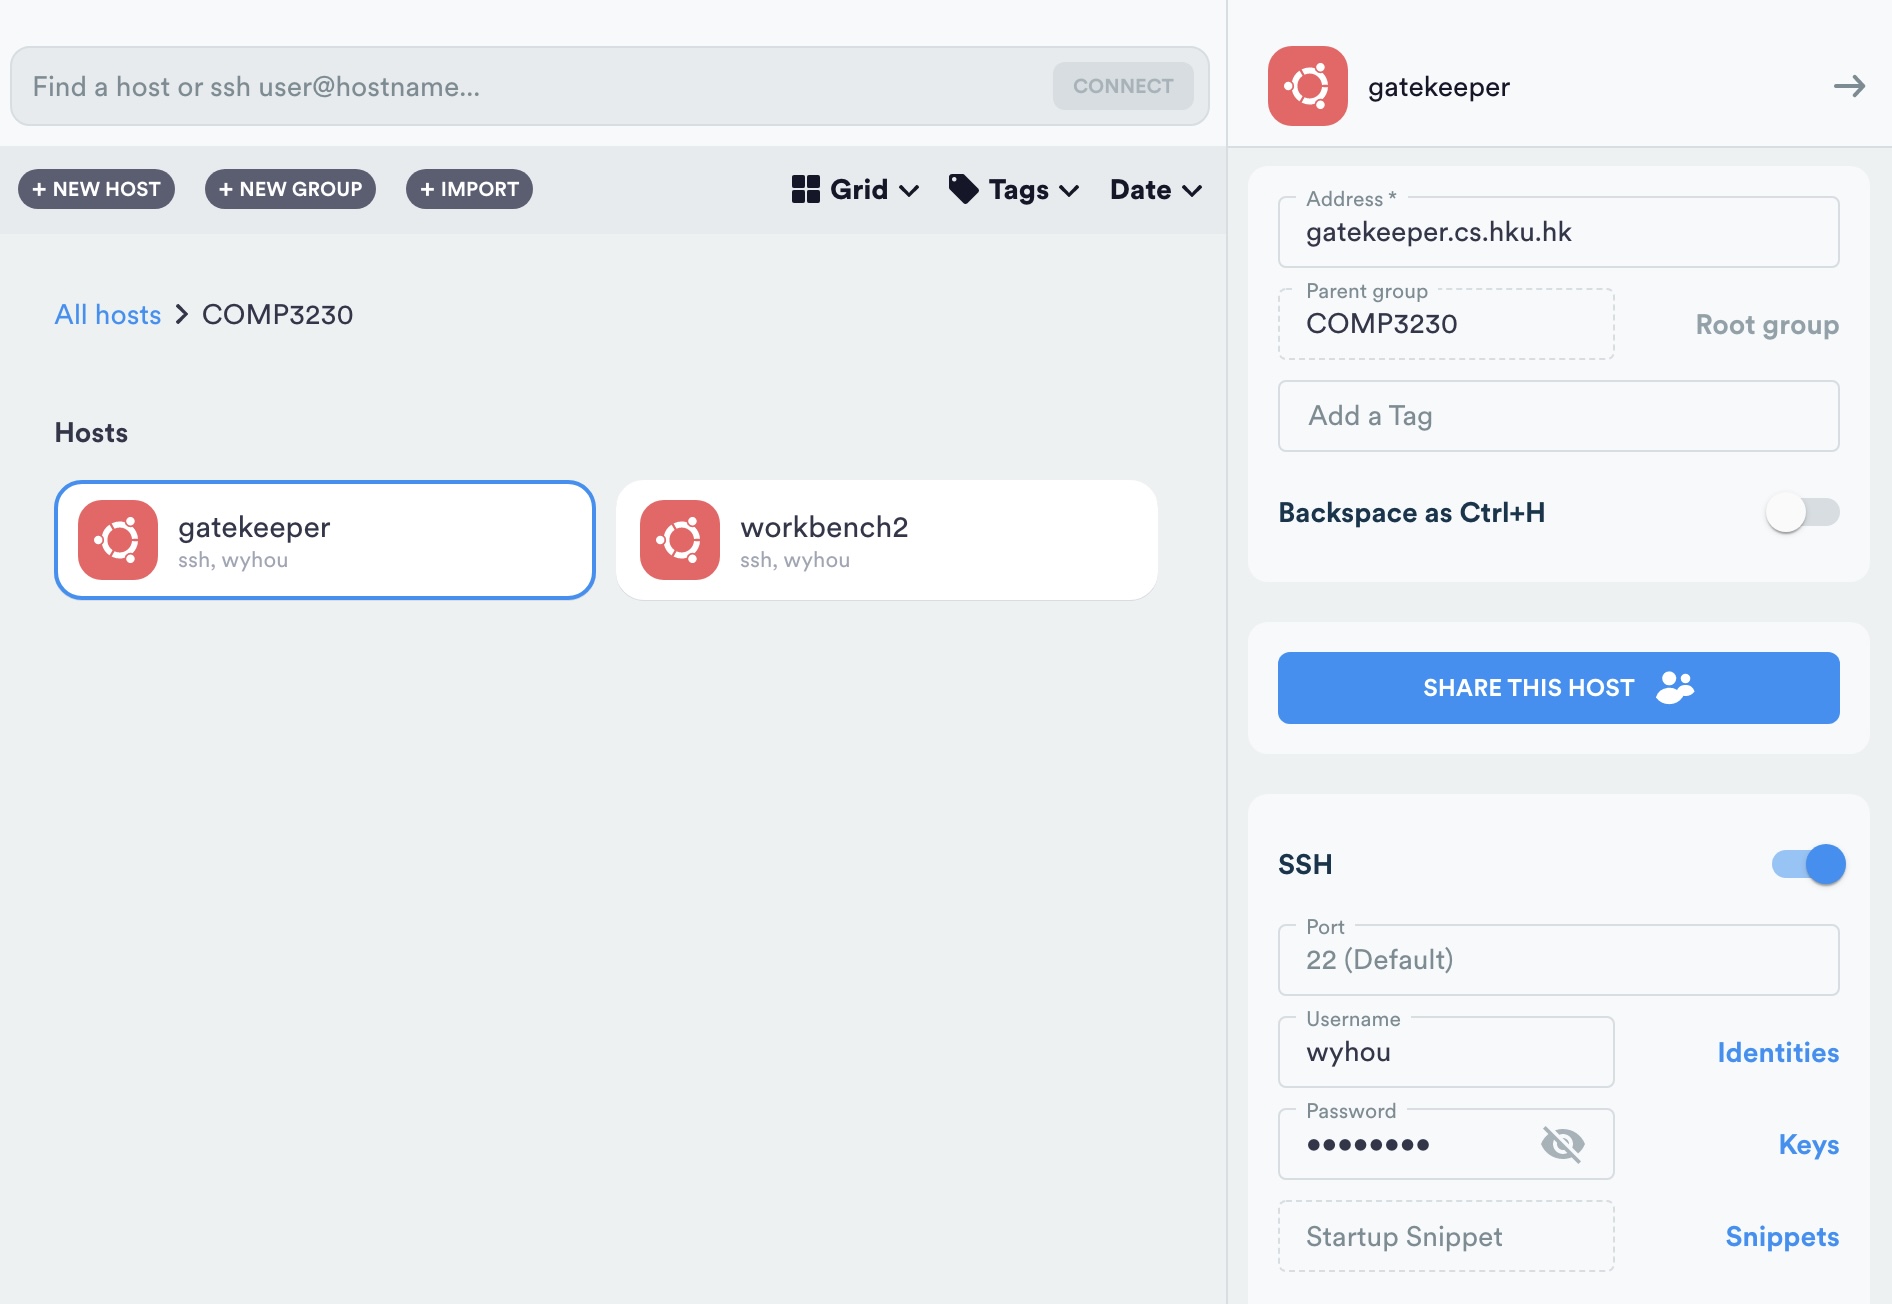 Find a host or ssh user@hostname...
CONNECT
+ NEW HOST
+ NEW GROUP
+ IMPORT
Grid
Tags
Date
All hosts > COMP3230
Hosts
gatekeeper
ssh, wyhou
workbench2
ssh, wyhou
gatekeeper
Address *
gatekeeper.cs.hku.hk
Parent group
COMP3230
Root group
Add a Tag
Backspace as Ctrl+H
SHARE THIS HOST
SSH
Port
22 (Default)
Username
wyhou
Identities
Password
••••••••
Keys
Startup Snippet
Snippets